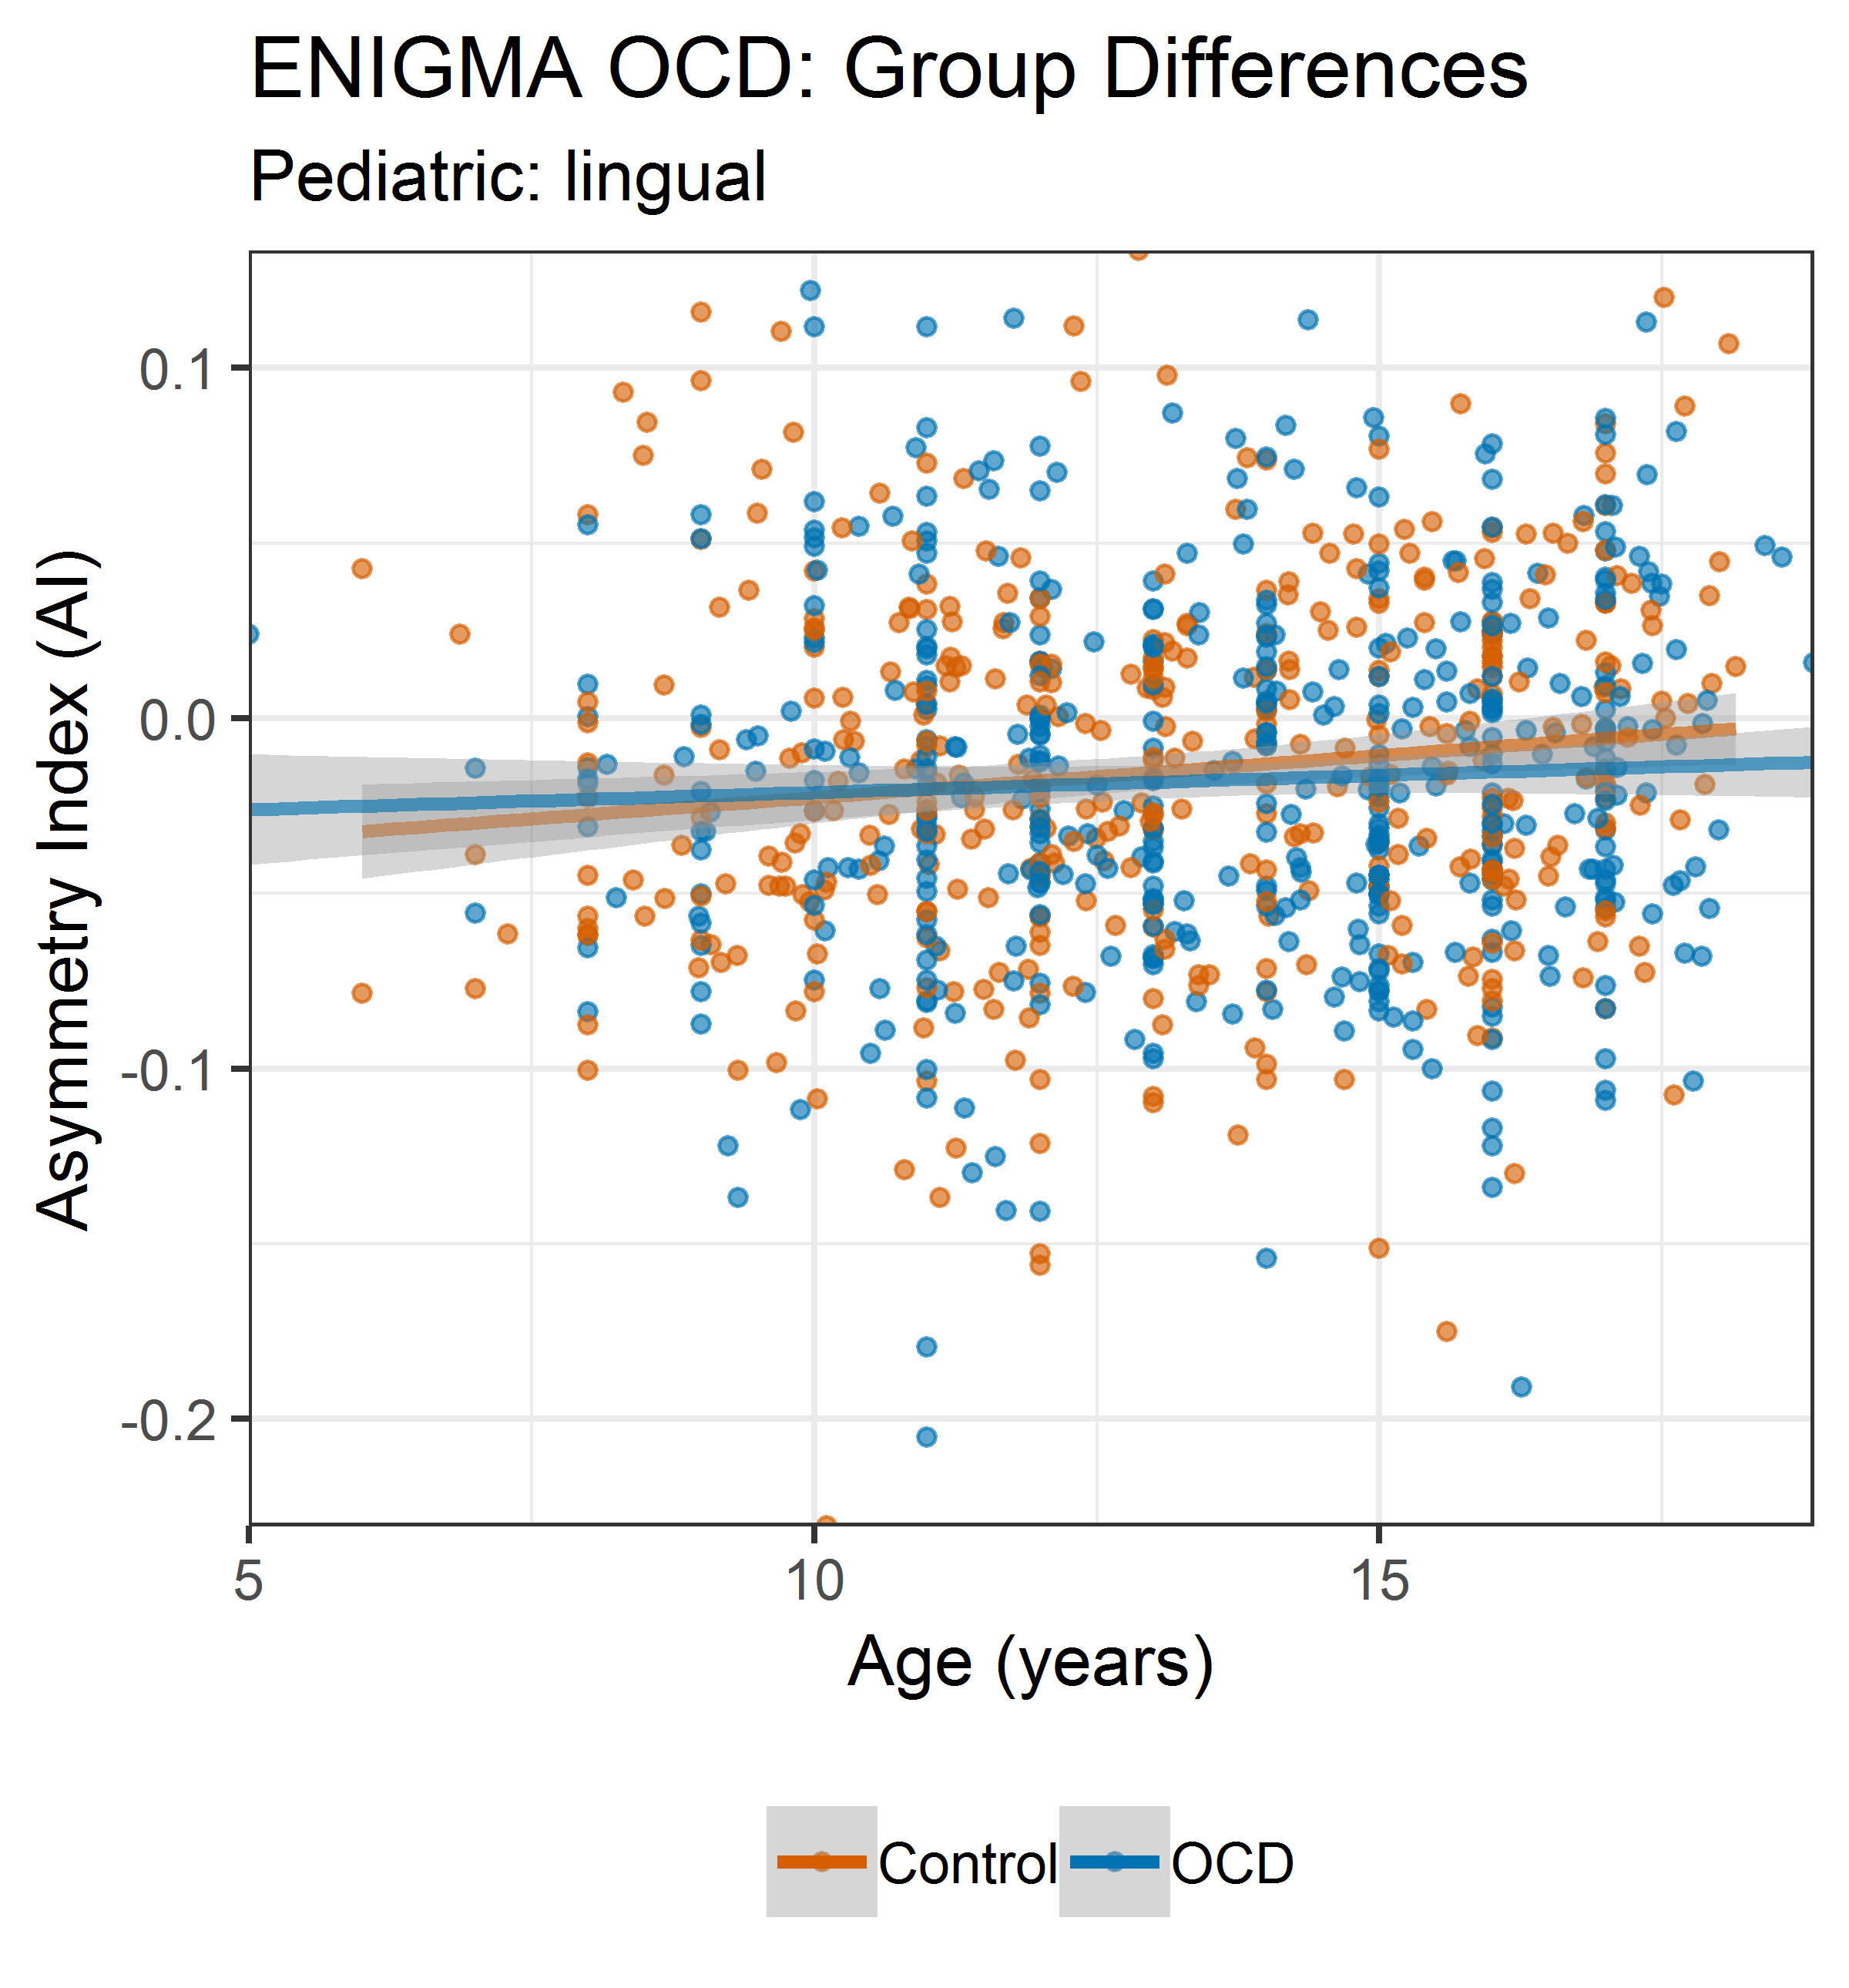 ENIGMA OCD: Group Differences
Pediatric: lingual
Asymmetry Index (AI)
0.1
0.0
-0.1
-0.2
5 10 15
Age (years)
Control OCD